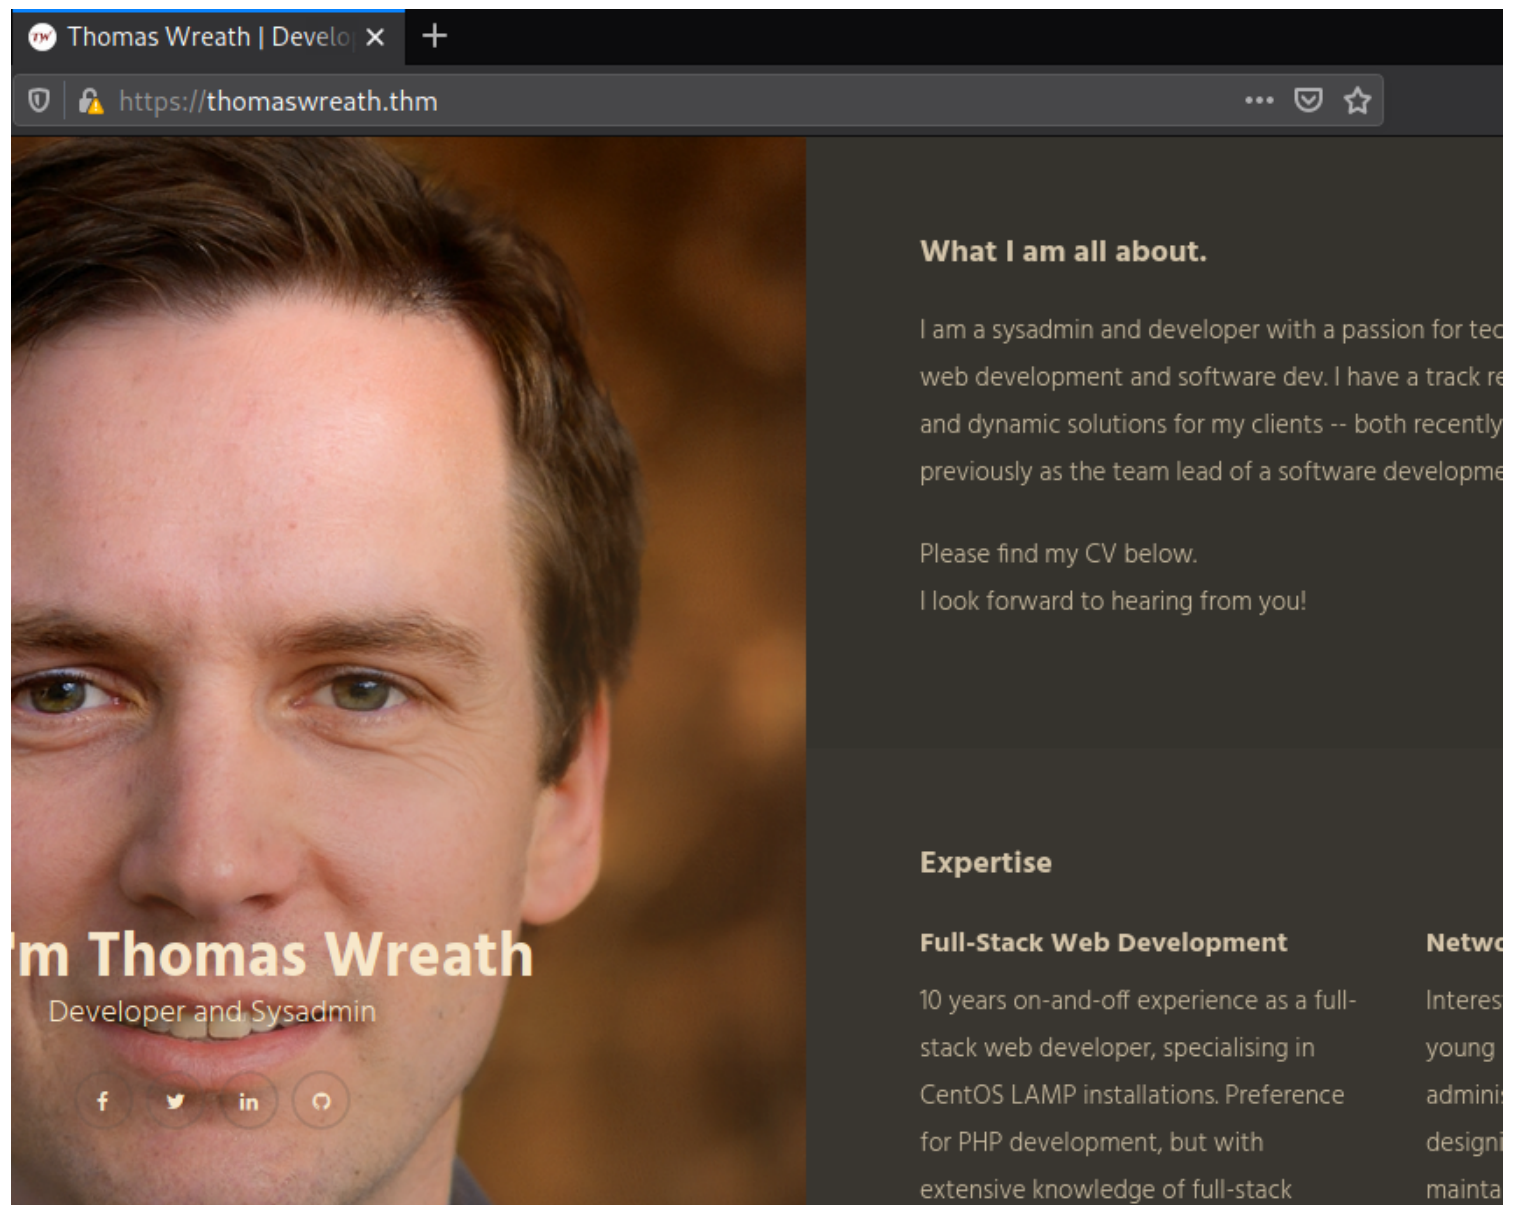 TW Thomas Wreath | Develo
https://thomaswreath.thm
'm Thomas Wreath
Developer and Sysadmin
f in
What I am all about.
I am a sysadmin and developer with a passion for tec
web development and software dev. I have a track re
and dynamic solutions for my clients -- both recently
previously as the team lead of a software developme
Please find my CV below.
I look forward to hearing from you!
Expertise
Full-Stack Web Development
10 years on-and-off experience as a full-
stack web developer, specialising in
CentOS LAMP installations. Preference
for PHP development, but with
extensive knowledge of full-stack
Netwo
Interes
young
adminis
designi
mainta